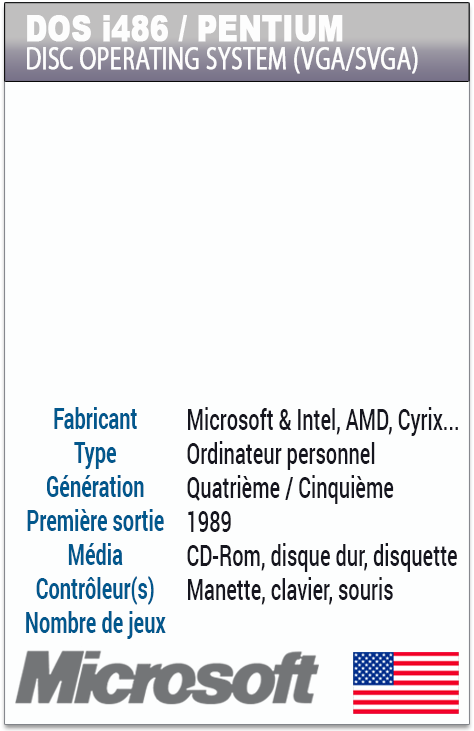 DOS i486 / PENTIUM
DISC OPERATING SYSTEM (VGA/SVGA)
Fabricant Microsoft & Intel, AMD, Cyrix...
Type Ordinateur personnel
Génération Quatrième / Cinquième
Première sortie 1989
Média CD-Rom, disque dur, disquette
Contrôleur(s) Manette, clavier, souris
Nombre de jeux
Microsoft